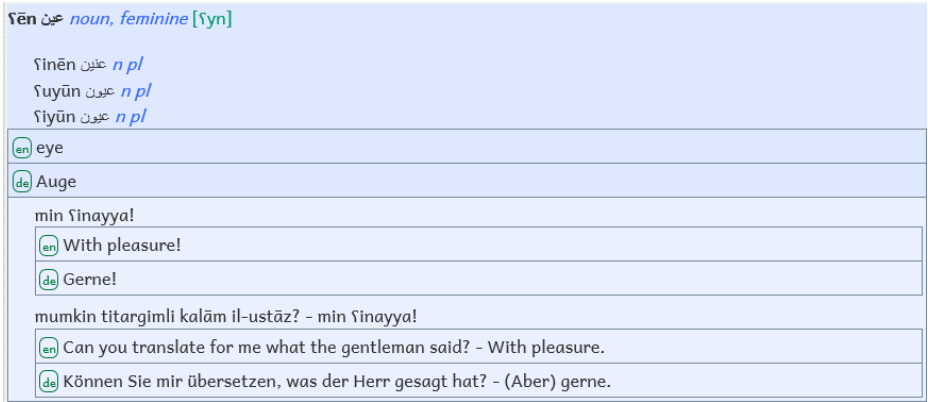 ʕēn عين noun, feminine [ʕyn]
ʕinēn عنين n pl
ʕuyūn عيون n pl
ʕiyūn عيون n pl
en eye
de Auge
min ʕinayya!
en With pleasure!
de Gerne!
mumkin titargimli kalām il-ustāz? - min ʕinayya!
en Can you translate for me what the gentleman said? - With pleasure.
de Können Sie mir übersetzen, was der Herr gesagt hat? - (Aber) gerne.